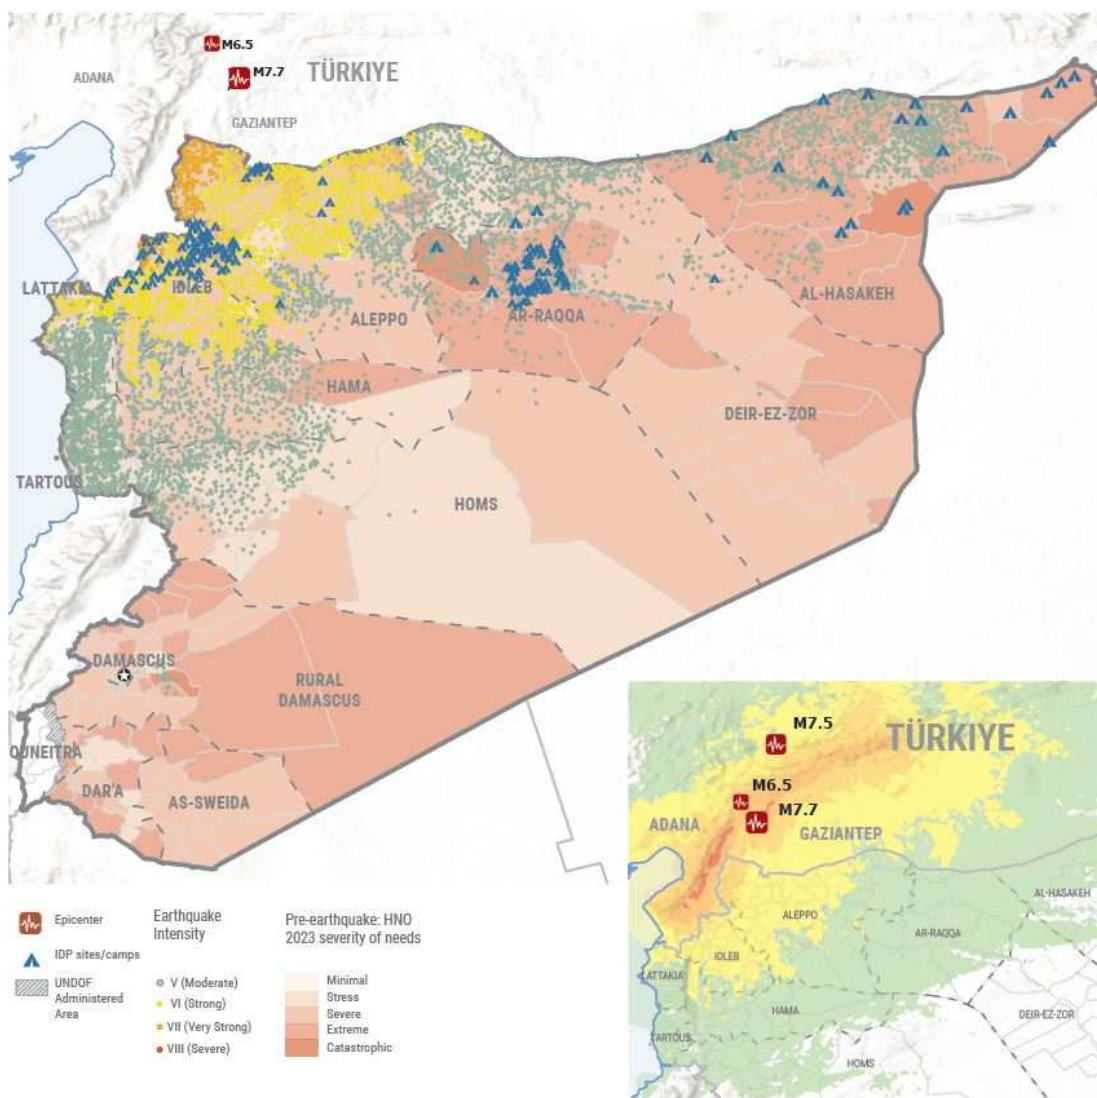 M6.5
M7.7
TÜRKIYE
ADANA
GAZIANTEP
LATTAKIA
IDLEB
ALEPPO
AR-RAQQA
AL-HASAKEH
HAMA
DEIR-EZ-ZOR
TARTOUS
HOMS
DAMASCUS
RURAL
DAMASCUS
QUNEITRA
DAR'A
AS-SWEIDA
M7.5
TÜRKIYE
M6.5
M7.7
ADANA
GAZIANTEP
AL-HASAKEH
ALEPPO
AR-RAQQA
IDLEB
LATTAKIA
HAMA
DEIR-EZ-ZOR
TARTOUS
HOMS
Epicenter
IDP sites/camps
UNDOF
Administered
Area
Earthquake
Intensity
V (Moderate)
VI (Strong)
VII (Very Strong)
VIII (Severe)
Pre-earthquake: HNO
2023 severity of needs
Minimal
Stress
Severe
Extreme
Catastrophic